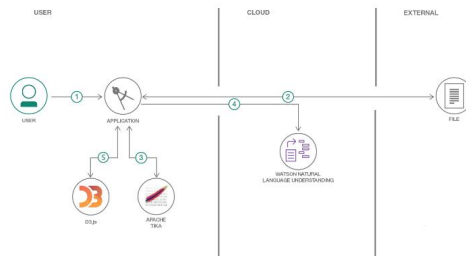 USER
CLOUD
EXTERNAL
1
2
4
USER
APPLICATION
FILE
5
3
WATSON NATURAL
LANGUAGE UNDERSTANDING
D3.js
APACHE
TIKA